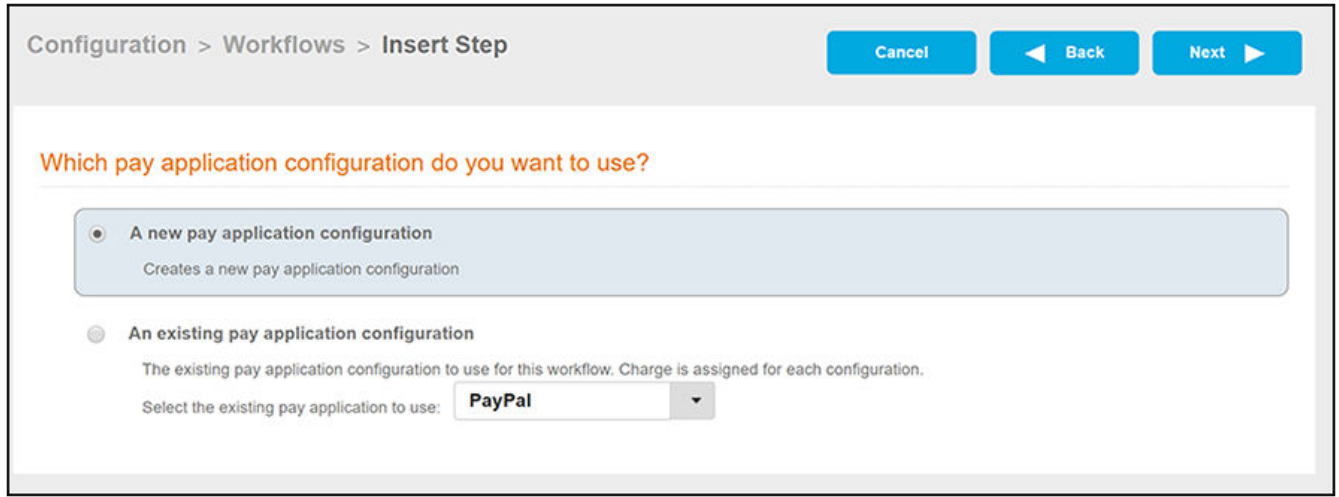 Configuration > Workflows > Insert Step
Cancel
Back
Next
Which pay application configuration do you want to use?
A new pay application configuration
Creates a new pay application configuration
An existing pay application configuration
The existing pay application configuration to use for this workflow. Charge is assigned for each configuration.
Select the existing pay application to use: PayPal